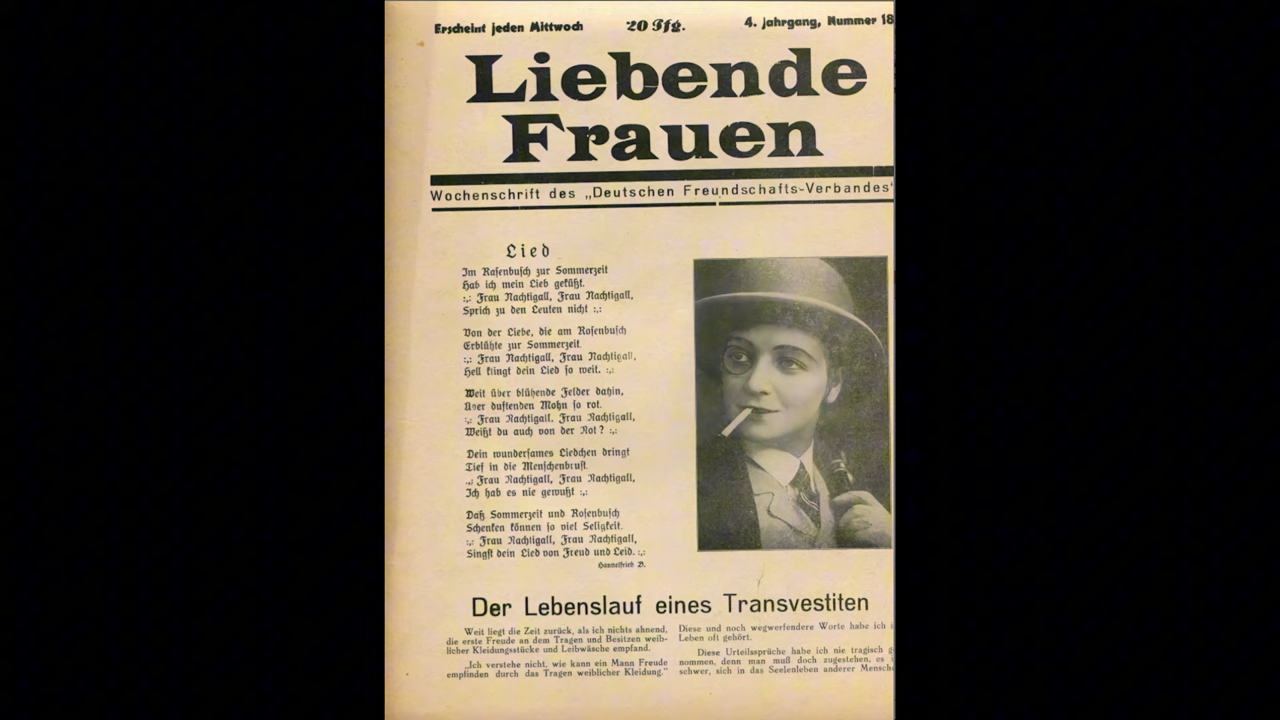 Erscheint jeden Mittwoch 20 Pfg. 4. Jahrgang, Nummer 18
Liebende
Frauen
Wochenschrift des „Deutschen Freundschafts-Verbandes"
Lied
Im Rasenbusch zur Sommerzeit
Hab ich mein Lieb geküßt.
:,: Frau Nachtigall, Frau Nachtigall,
Sprich zu den Leuten nicht :,:
Von der Liebe, die am Rosenbusch
Erblühte zur Sommerzeit.
:,: Frau Nachtigall, Frau Nachtigall,
Hell klingt dein Lied so weit. :,:
Weit über blühende Felder dahin,
Über duftenden Mohn so rot.
:,: Frau Nachtigall, Frau Nachtigall,
Weißt du auch von der Not? :,:
Dein wundersames Liedchen dringt
Tief in die Menschenbrust.
:,: Frau Nachtigall, Frau Nachtigall,
Ich hab es nie gewußt :,:
Daß Sommerzeit und Rosenbusch
Schenken können so viel Seligkeit.
:,: Frau Nachtigall, Frau Nachtigall,
Singst dein Lied von Freud und Leid. :,:
Der Lebenslauf eines Transvestiten
Weit liegt die Zeit zurück, als ich nichts ahnend,
die erste Freude an dem Tragen und Besitzen weib-
licher Kleidungsstücke und Leibwäsche empfand.
„Ich verstehe nicht, wie kann ein Mann Freude
empfinden durch das Tragen weiblicher Kleidung."
Diese und noch wegwerfendere Worte habe ich
Leben oft gehört.
Diese Urteilssprüche habe ich nie tragisch
nommen, denn man muß doch zugestehen, es
schwer, sich in das Seelenleben anderer